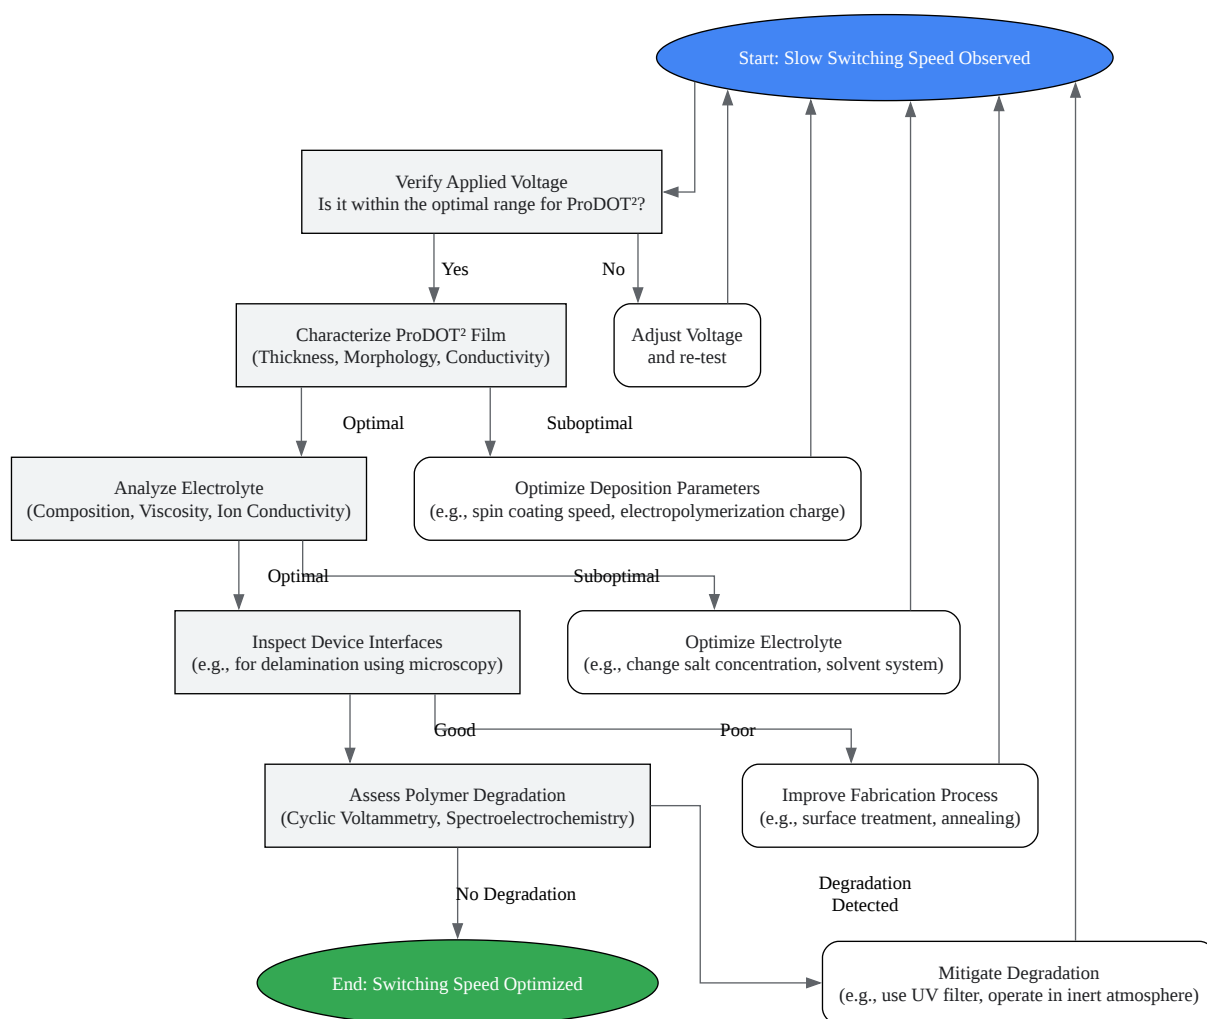 Start: Slow Switching Speed Observed
Verify Applied Voltage
Is it within the optimal range for ProDOT²?
Yes
No
Characterize ProDOT² Film
(Thickness, Morphology, Conductivity)
Adjust Voltage
and re-test
Optimal
Suboptimal
Analyze Electrolyte
(Composition, Viscosity, Ion Conductivity)
Optimize Deposition Parameters
(e.g., spin coating speed, electropolymerization charge)
Optimal
Suboptimal
Inspect Device Interfaces
(e.g., for delamination using microscopy)
Optimize Electrolyte
(e.g., change salt concentration, solvent system)
Good
Poor
Assess Polymer Degradation
(Cyclic Voltammetry, Spectroelectrochemistry)
Improve Fabrication Process
(e.g., surface treatment, annealing)
No Degradation
Degradation
Detected
End: Switching Speed Optimized
Mitigate Degradation
(e.g., use UV filter, operate in inert atmosphere)